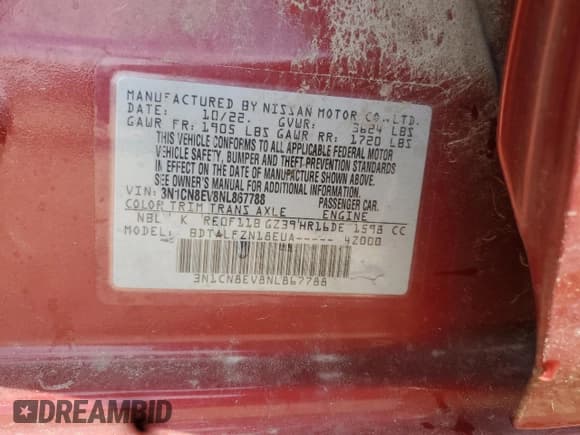 MANUFACTURED BY NISSAN MOTOR CO.,LTD.
DATE: 10/22. GVWR: 3624 LBS
GAWR FR: 1905 LBS GAWR RR: 1720 LBS
THIS VEHICLE CONFORMS TO ALL APPLICABLE FEDERAL MOTOR
VEHICLE SAFETY, BUMPER AND THEFT PREVENTION STANDARDS
IN EFFECT ON THE DATE OF MANUFACTURE SHOWN ABOVE.
SEE OWNER'S MANUAL FOR ADDITIONAL INFORMATION.
VIN: 3N1CN8EV8NL867788 PASSENGER CAR.
COLOR TRIM TRANS AXLE ENGINE
NBL K RE0F11B GZ39 HR16DE 1598 CC
MODEL BDTALFZN18EUA----- 4Z000
3N1CN8EV8NL867788
DREAMBID